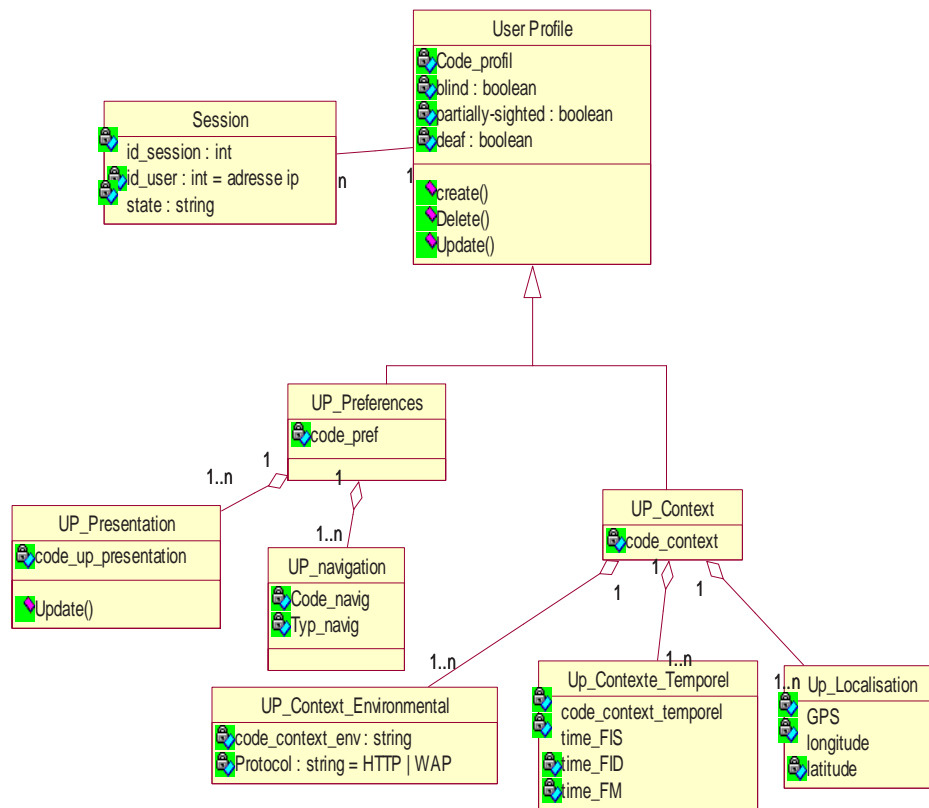 User Profile
Code_profil
blind : boolean
partially-sighted : boolean
deaf : boolean
create()
Delete()
Update()
Session
id_session : int
id_user : int = adresse ip
state : string
n
1
UP_Preferences
code_pref
1
1..n
1
1..n
UP_Presentation
code_up_presentation
Update()
UP_navigation
Code_navig
Typ_navig
UP_Context
code_context
1
1
1
1..n
1..n
1..n
UP_Context_Environmental
code_context_env : string
Protocol : string = HTTP | WAP
Up_Contexte_Temporel
code_context_temporel
time_FIS
time_FID
time_FM
Up_Localisation
GPS
longitude
latitude